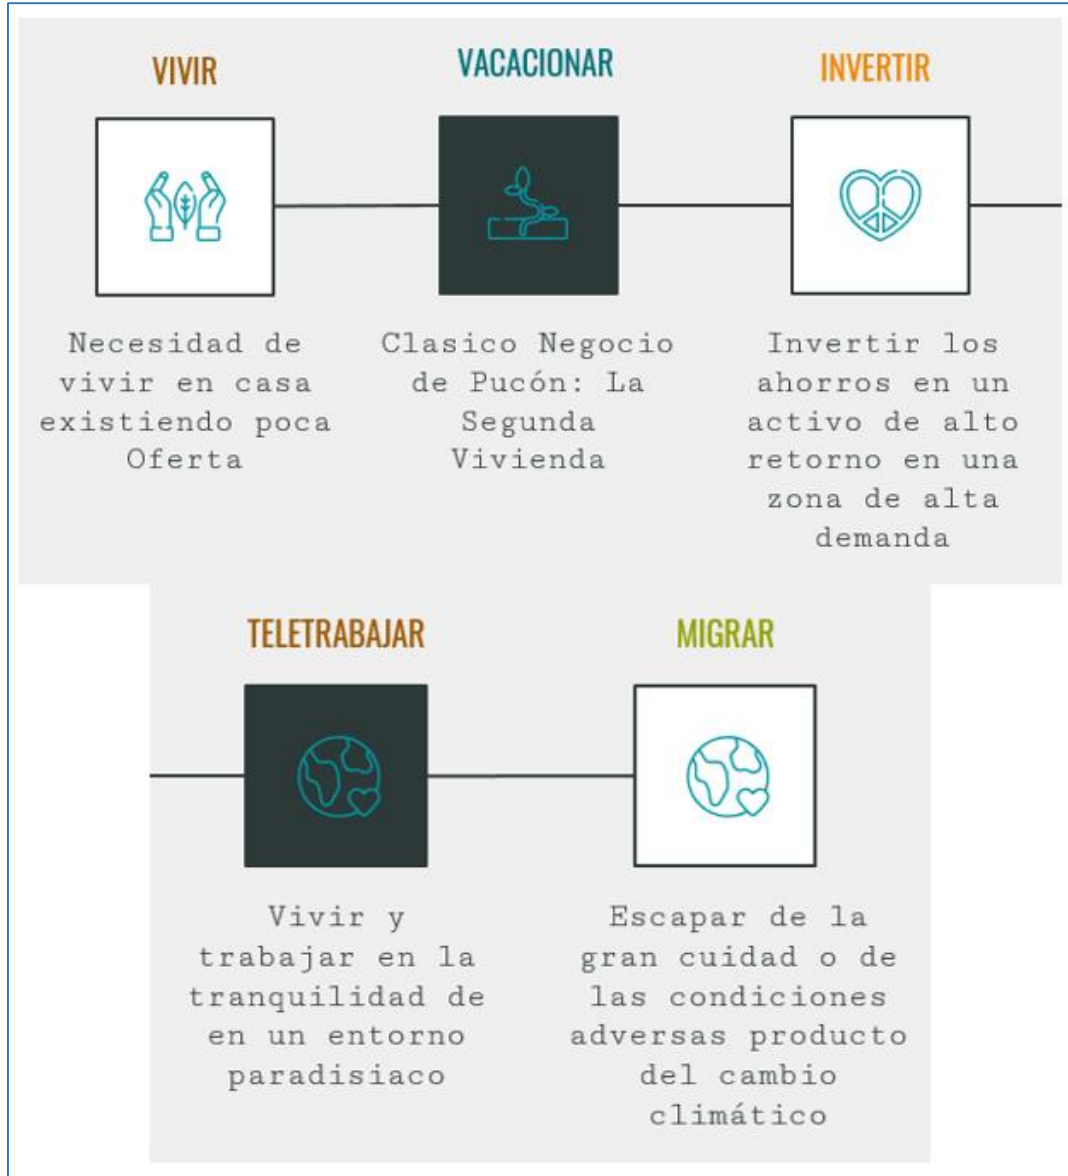 VIVIR
Necesidad de
vivir en casa
existiendo poca
Oferta
VACACIONAR
Clasico Negocio
de Pucón: La
Segunda
Vivienda
INVERTIR
Invertir los
ahorros en un
activo de alto
retorno en una
zona de alta
demanda
TELETRABAJAR
Vivir y
trabajar en la
tranquilidad de
en un entorno
paradisiaco
MIGRAR
Escapar de la
gran cuidad o de
las condiciones
adversas producto
del cambio
climático